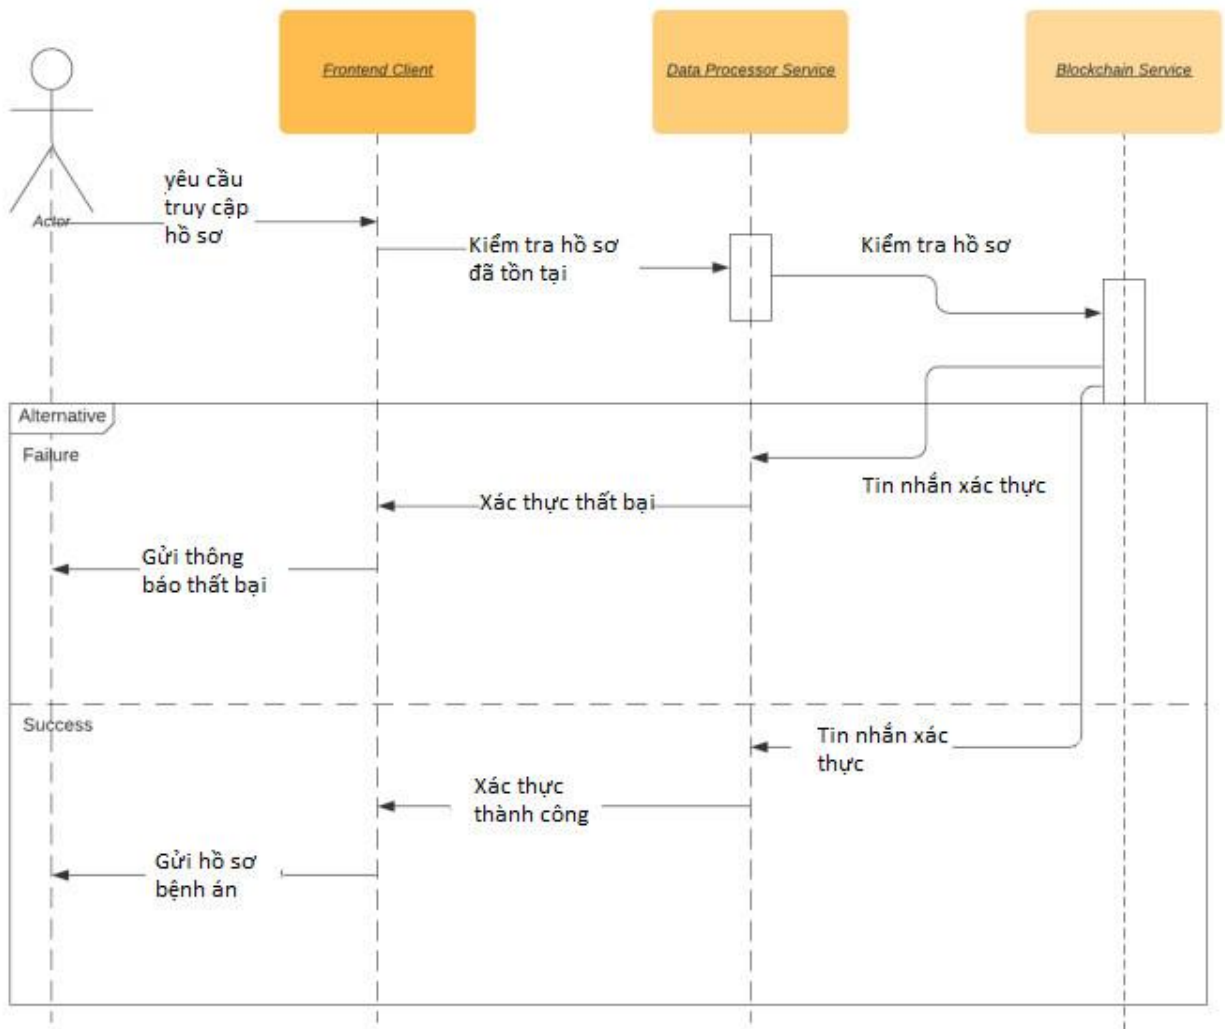 Frontend Client
Data Processor Service
Blockchain Service
Actor
yêu cầu
truy cập
hồ sơ
Kiểm tra hồ sơ
đã tồn tại
Kiểm tra hồ sơ
Alternative
Failure
Tin nhắn xác thực
Xác thực thất bại
Gửi thông
báo thất bại
Success
Tin nhắn xác
thực
Xác thực
thành công
Gửi hồ sơ
bệnh án